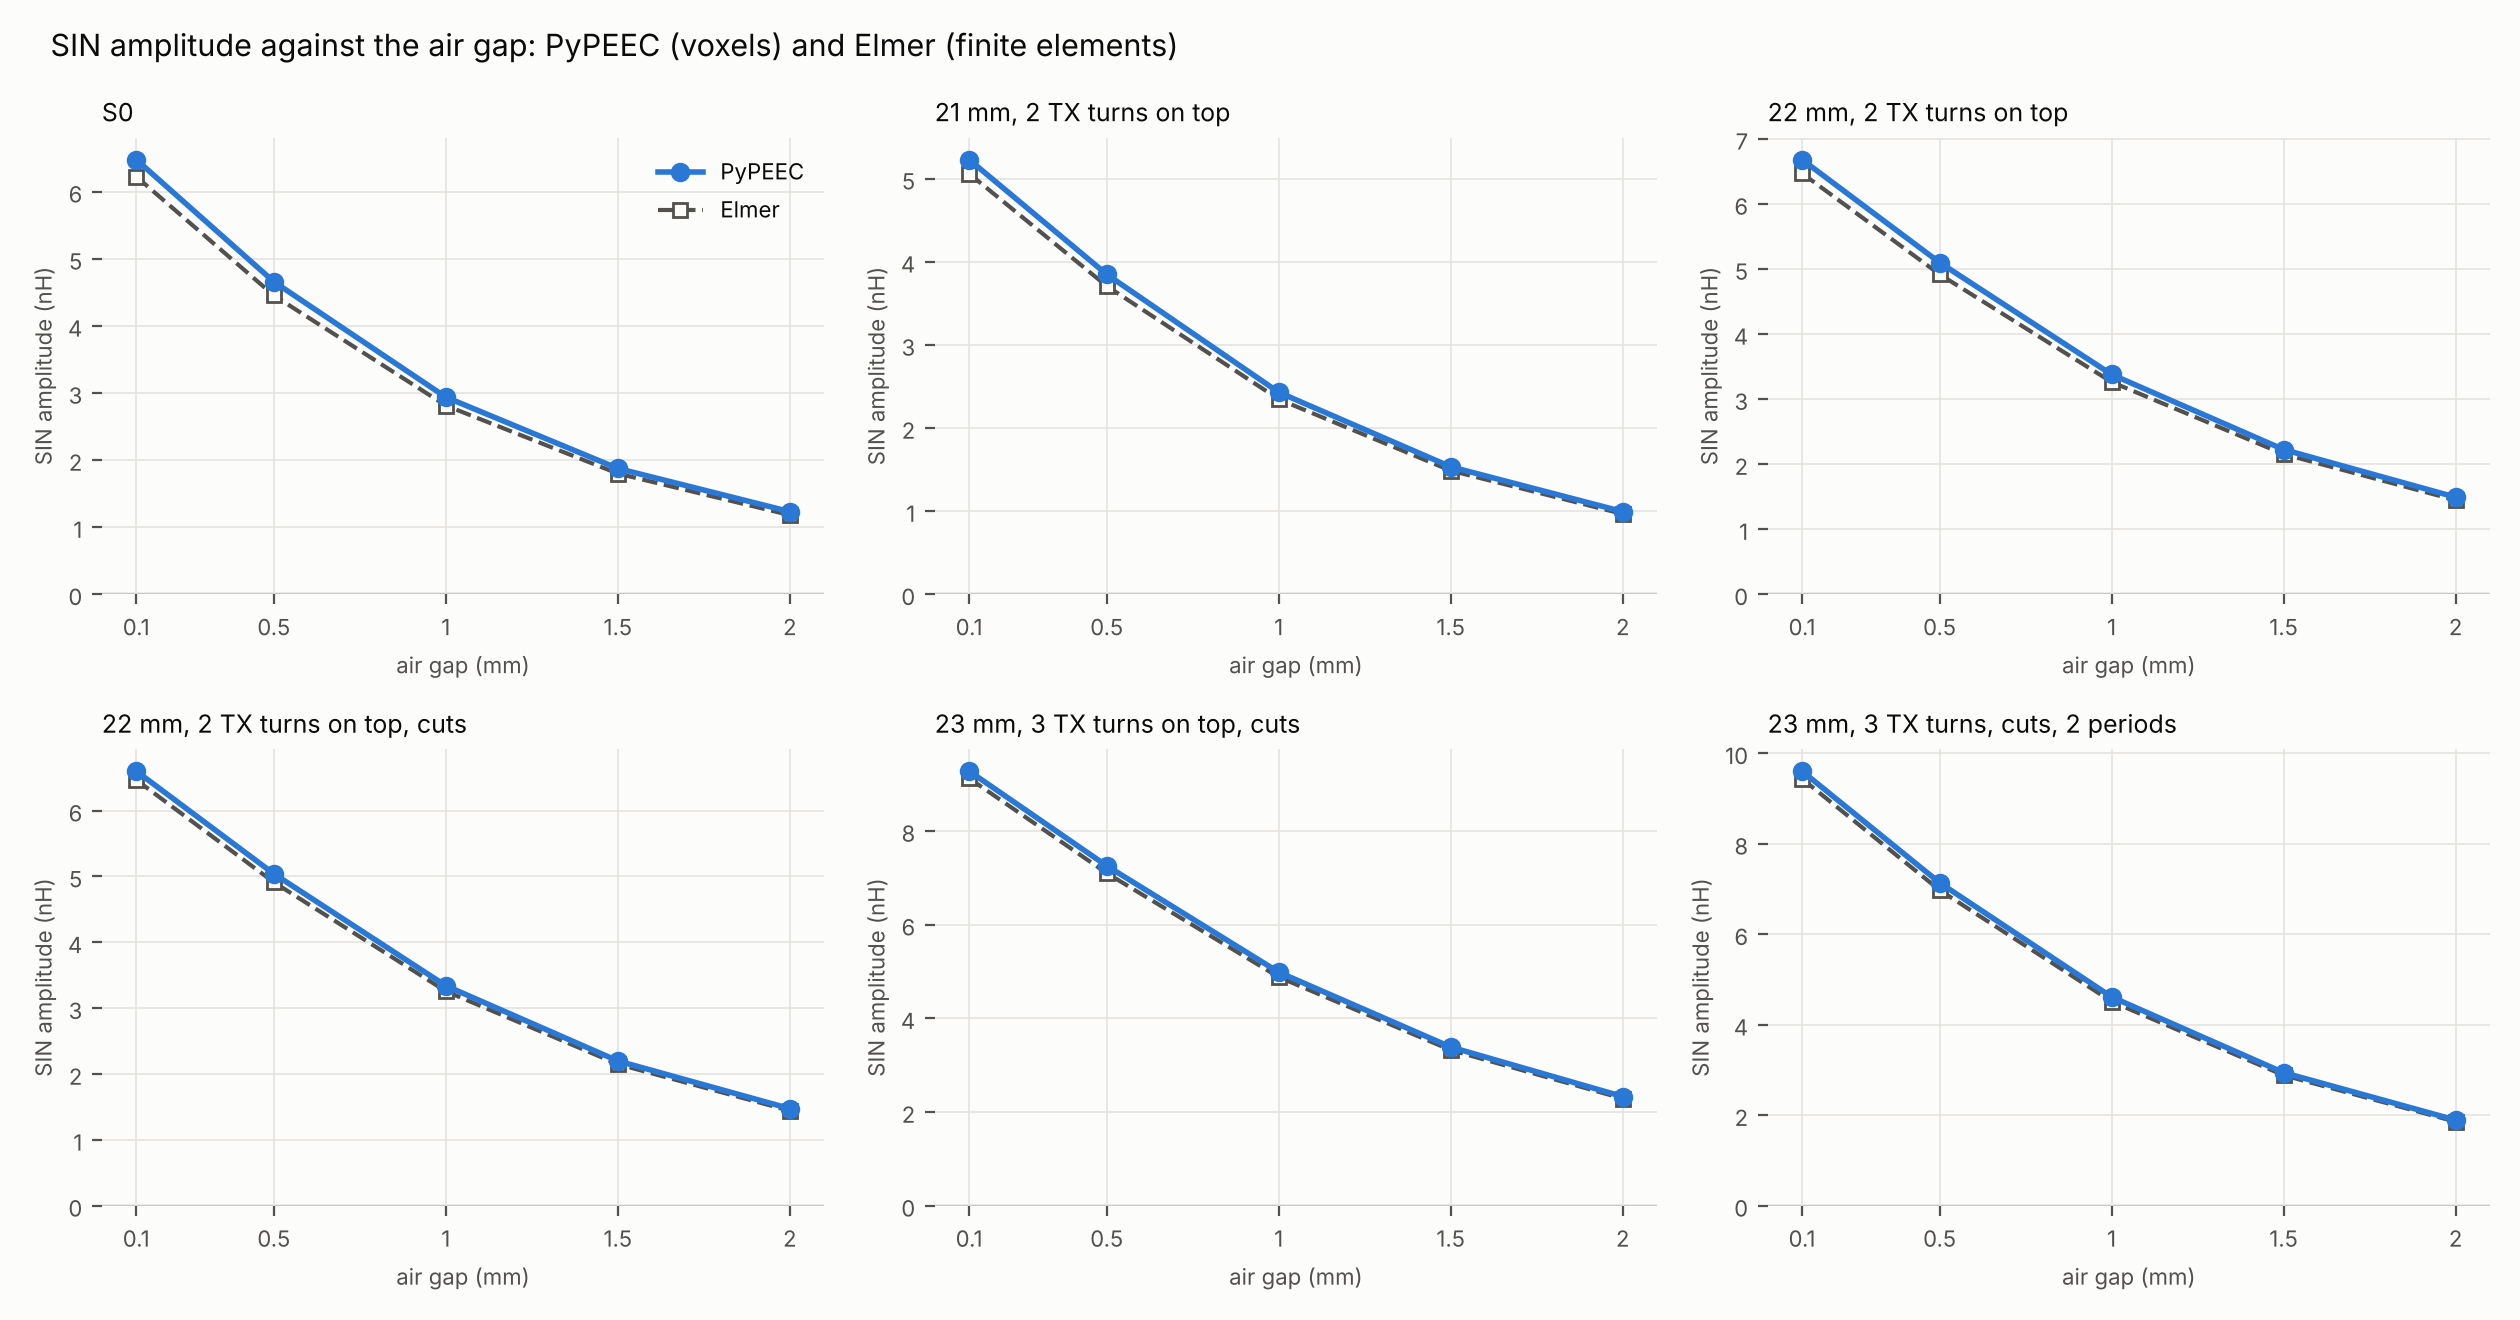 SIN amplitude against the air gap: PyPEEC (voxels) and Elmer (finite elements)
S0
PyPEEC
Elmer
SIN amplitude (nH)
6
5
4
3
2
1
0
0.1 0.5 1 1.5 2
air gap (mm)
21 mm, 2 TX turns on top
SIN amplitude (nH)
5
4
3
2
1
0
0.1 0.5 1 1.5 2
air gap (mm)
22 mm, 2 TX turns on top
SIN amplitude (nH)
7
6
5
4
3
2
1
0
0.1 0.5 1 1.5 2
air gap (mm)
22 mm, 2 TX turns on top, cuts
SIN amplitude (nH)
6
5
4
3
2
1
0
0.1 0.5 1 1.5 2
air gap (mm)
23 mm, 3 TX turns on top, cuts
SIN amplitude (nH)
8
6
4
2
0
0.1 0.5 1 1.5 2
air gap (mm)
23 mm, 3 TX turns, cuts, 2 periods
SIN amplitude (nH)
10
8
6
4
2
0
0.1 0.5 1 1.5 2
air gap (mm)